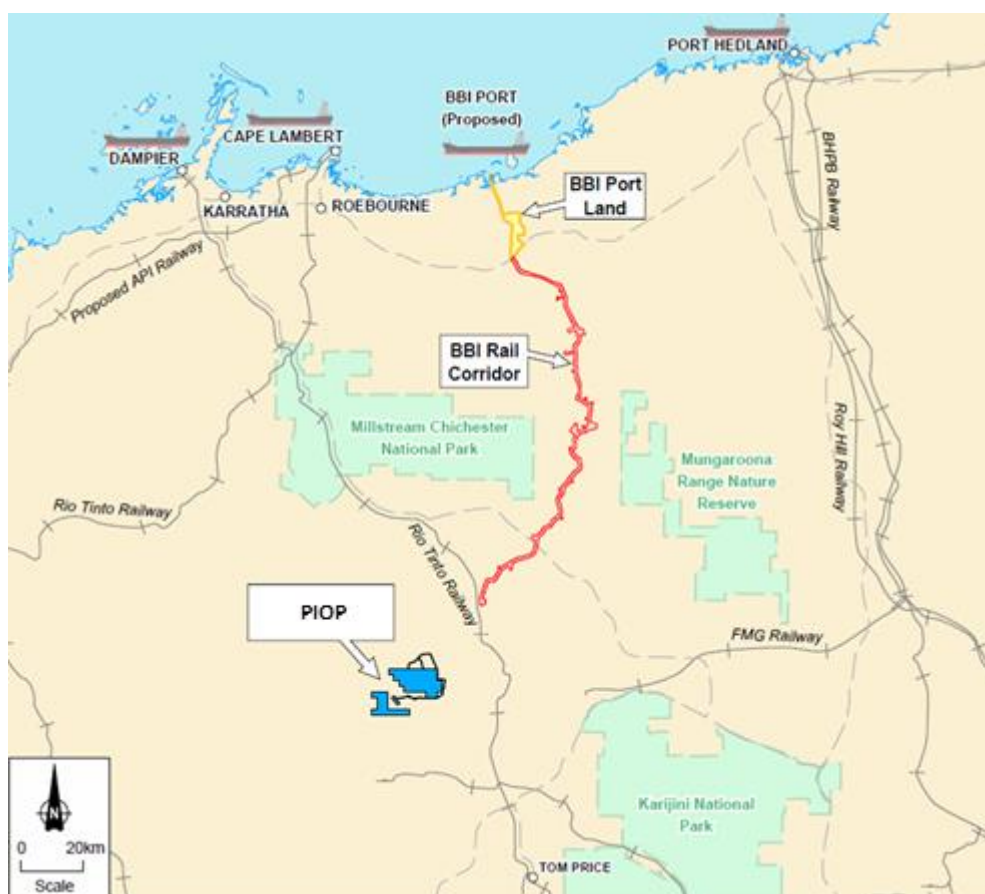 PORT HEDLAND
BBI PORT
(Proposed)
CAPE LAMBERT
DAMPIER
KARRATHA
ROEBOURNE
BBI Port
Land
Proposed API Railway
BHPB Railway
BBI Rail
Corridor
Millstream Chichester
National Park
Mungaroona
Range Nature
Reserve
Roy Hill Railway
Rio Tinto Railway
Rio Tinto Railway
PIOP
FMG Railway
Karijini National
Park
TOM PRICE
N
0 20km
Scale